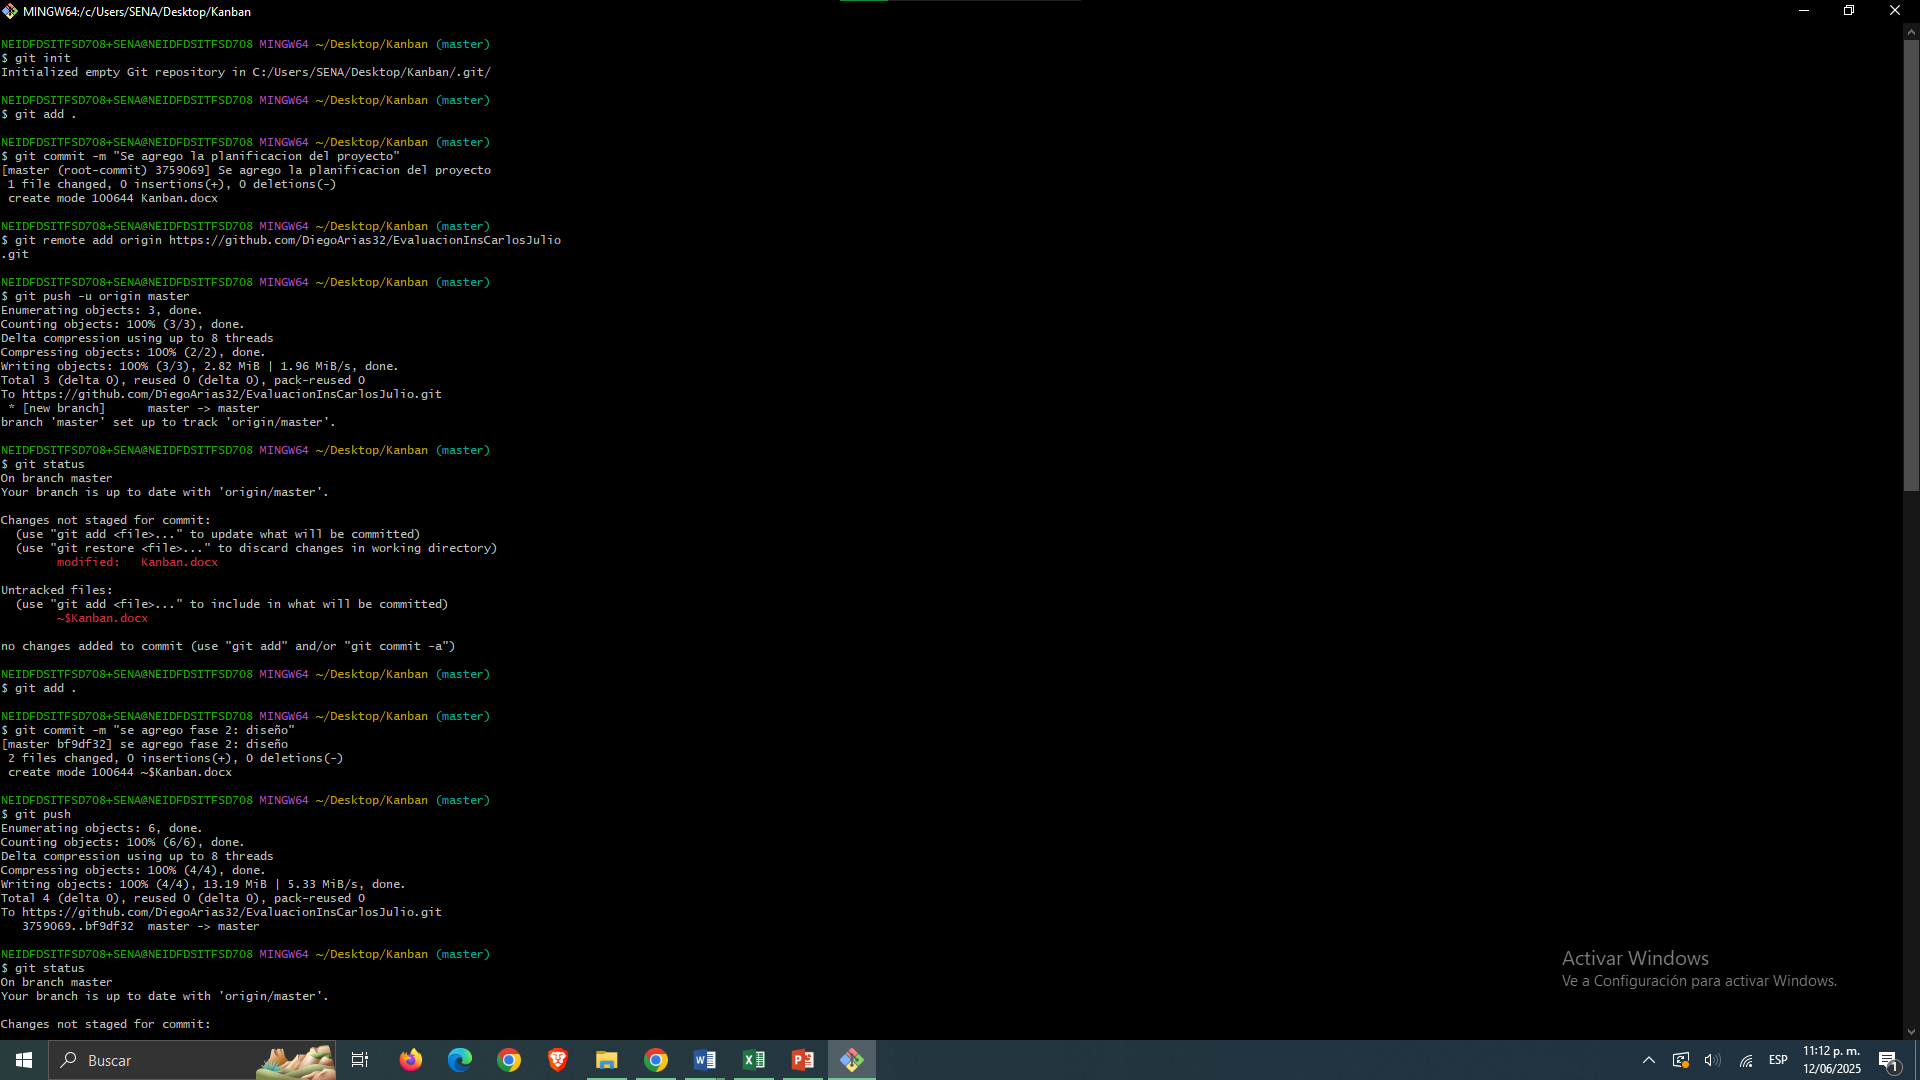 MINGW64:/c/Users/SENA/Desktop/Kanban
NEIDFDSITFSD708+SENA@NEIDFDSITFSD708 MINGW64 ~/Desktop/Kanban (master)
$ git init
Initialized empty Git repository in C:/Users/SENA/Desktop/Kanban/.git/
NEIDFDSITFSD708+SENA@NEIDFDSITFSD708 MINGW64 ~/Desktop/Kanban (master)
$ git add .
NEIDFDSITFSD708+SENA@NEIDFDSITFSD708 MINGW64 ~/Desktop/Kanban (master)
$ git commit -m "Se agrego la planificacion del proyecto"
[master (root-commit) 3759069] Se agrego la planificacion del proyecto
 1 file changed, 0 insertions(+), 0 deletions(-)
 create mode 100644 Kanban.docx
NEIDFDSITFSD708+SENA@NEIDFDSITFSD708 MINGW64 ~/Desktop/Kanban (master)
$ git remote add origin https://github.com/DiegoArias32/EvaluacionInsCarlosJulio
.git
NEIDFDSITFSD708+SENA@NEIDFDSITFSD708 MINGW64 ~/Desktop/Kanban (master)
$ git push -u origin master
Enumerating objects: 3, done.
Counting objects: 100% (3/3), done.
Delta compression using up to 8 threads
Compressing objects: 100% (2/2), done.
Writing objects: 100% (3/3), 2.82 MiB | 1.96 MiB/s, done.
Total 3 (delta 0), reused 0 (delta 0), pack-reused 0
To https://github.com/DiegoArias32/EvaluacionInsCarlosJulio.git
 * [new branch]      master -> master
branch 'master' set up to track 'origin/master'.
NEIDFDSITFSD708+SENA@NEIDFDSITFSD708 MINGW64 ~/Desktop/Kanban (master)
$ git status
On branch master
Your branch is up to date with 'origin/master'.
Changes not staged for commit:
  (use "git add <file>..." to update what will be committed)
  (use "git restore <file>..." to discard changes in working directory)
        modified:   Kanban.docx
Untracked files:
  (use "git add <file>..." to include in what will be committed)
        ~$Kanban.docx
no changes added to commit (use "git add" and/or "git commit -a")
NEIDFDSITFSD708+SENA@NEIDFDSITFSD708 MINGW64 ~/Desktop/Kanban (master)
$ git add .
NEIDFDSITFSD708+SENA@NEIDFDSITFSD708 MINGW64 ~/Desktop/Kanban (master)
$ git commit -m "se agrego fase 2: diseño"
[master bf9df32] se agrego fase 2: diseño
 2 files changed, 0 insertions(+), 0 deletions(-)
 create mode 100644 ~$Kanban.docx
NEIDFDSITFSD708+SENA@NEIDFDSITFSD708 MINGW64 ~/Desktop/Kanban (master)
$ git push
Enumerating objects: 6, done.
Counting objects: 100% (6/6), done.
Delta compression using up to 8 threads
Compressing objects: 100% (4/4), done.
Writing objects: 100% (4/4), 13.19 MiB | 5.33 MiB/s, done.
Total 4 (delta 0), reused 0 (delta 0), pack-reused 0
To https://github.com/DiegoArias32/EvaluacionInsCarlosJulio.git
   3759069..bf9df32  master -> master
NEIDFDSITFSD708+SENA@NEIDFDSITFSD708 MINGW64 ~/Desktop/Kanban (master)
$ git status
On branch master
Your branch is up to date with 'origin/master'.
Changes not staged for commit:
Activar Windows
Ve a Configuración para activar Windows.
Buscar
ESP
11:12 p. m.
12/06/2025
1